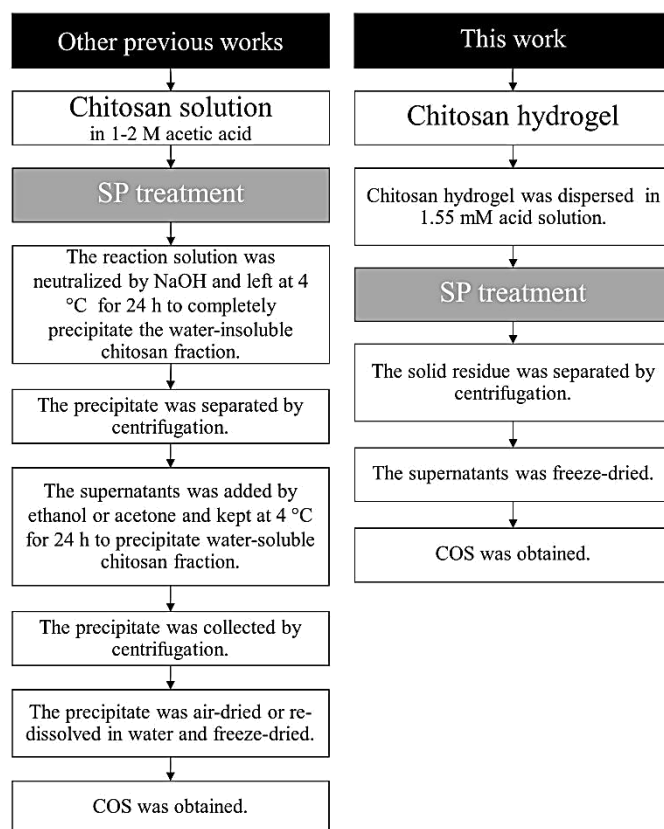 Other previous works
Chitosan solution
in 1-2 M acetic acid
SP treatment
The reaction solution was
neutralized by NaOH and left at 4
°C for 24 h to completely
precipitate the water-insoluble
chitosan fraction.
The precipitate was separated by
centrifugation.
The supernatants was added by
ethanol or acetone and kept at 4 °C
for 24 h to precipitate water-soluble
chitosan fraction.
The precipitate was collected by
centrifugation.
The precipitate was air-dried or re-
dissolved in water and freeze-dried.
COS was obtained.
This work
Chitosan hydrogel
Chitosan hydrogel was dispersed in
1.55 mM acid solution.
SP treatment
The solid residue was separated by
centrifugation.
The supernatants was freeze-dried.
COS was obtained.